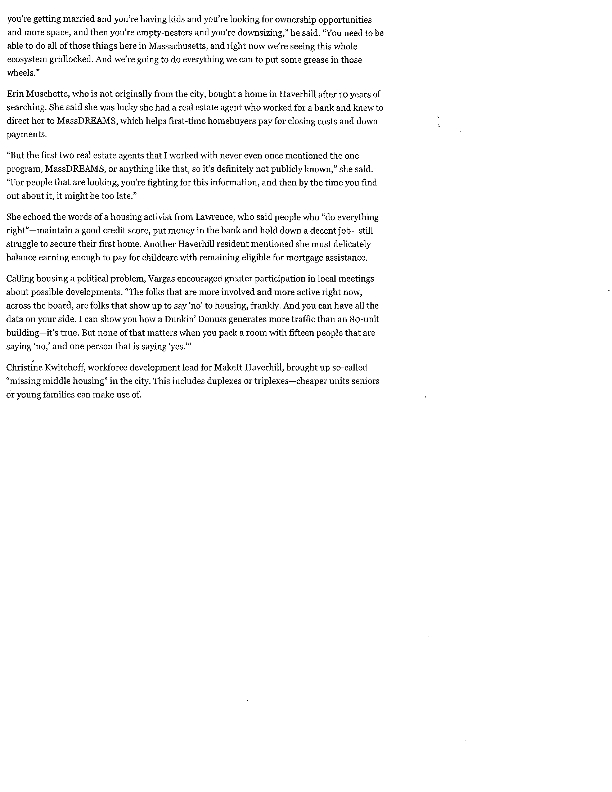 you're getting married and you're having kids and you're looking for ownership opportunities
and more space, and then you're empty-nesters and you're downsizing," he said. "You need to be
able to do all of those things here in Massachusetts, and right now we're seeing this whole
ecosystem gridlocked. And we're going to do everything we can to put some grease in those
wheels."
Erin Muschette, who is not originally from the city, bought a home in Haverhill after 10 years of
searching. She said she was lucky she had a real estate agent who worked for a bank and knew to
direct her to MassDREAMS, which helps first-time homebuyers pay for closing costs and down
payments.
"But the first two real estate agents that I worked with never even once mentioned the one
program, MassDREAMS, or anything like that, so it's definitely not publicly known," she said.
"For people that are looking, you're fighting for this information, and then by the time you find
out about it, it might be too late."
She echoed the words of a housing activist from Lawrence, who said people who "do everything
right"—maintain a good credit score, put money in the bank and hold down a decent job- still
struggle to secure their first home. Another Haverhill resident mentioned she must delicately
balance earning enough to pay for childcare with remaining eligible for mortgage assistance.
Calling housing a political problem, Vargas encouraged greater participation in local meetings
about possible developments. "The folks that are more involved and more active right now,
across the board, are folks that show up to say 'no' to housing, frankly. And you can have all the
data on your side. I can show you how a Dunkin' Donuts generates more traffic than an 80-unit
building—it's true. But none of that matters when you pack a room with fifteen people that are
saying 'no,' and one person that is saying 'yes.'"
Christine Kwitchoff, workforce development lead for MakeIt Haverhill, brought up so-called
"missing middle housing" in the city. This includes duplexes or triplexes—cheaper units seniors
or young families can make use of.